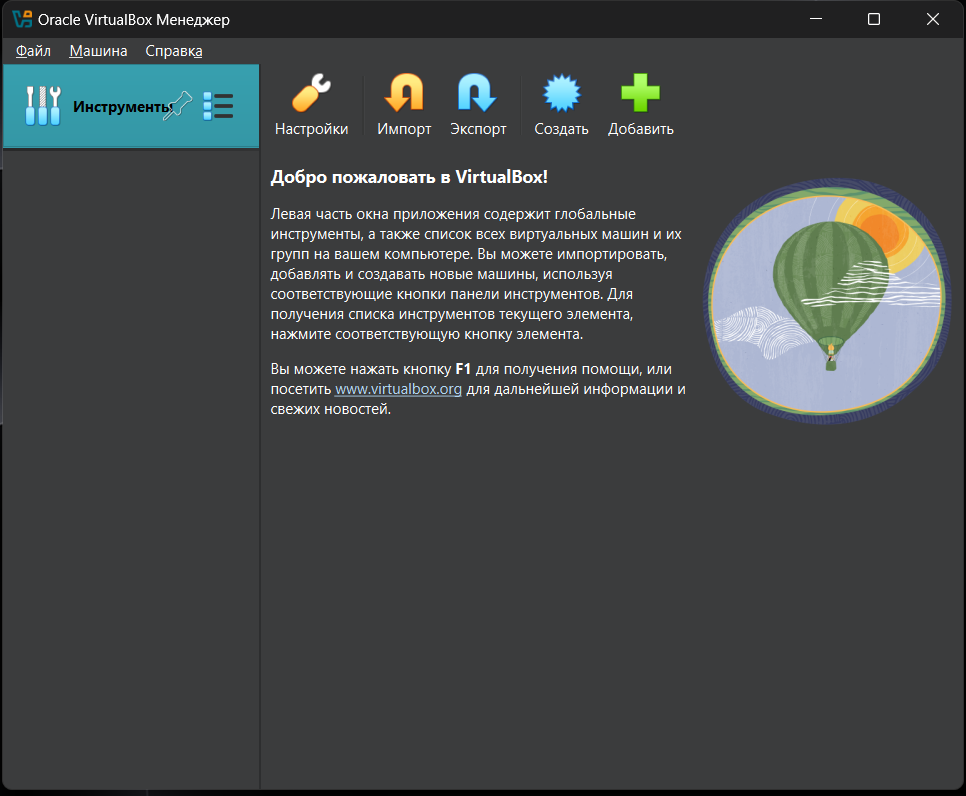 Oracle VirtualBox Менеджер
Файл Машина Справка
Инструменты
Настройки Импорт Экспорт Создать Добавить
Добро пожаловать в VirtualBox!
Левая часть окна приложения содержит глобальные
инструменты, а также список всех виртуальных машин и их
групп на вашем компьютере. Вы можете импортировать,
добавлять и создавать новые машины, используя
соответствующие кнопки панели инструментов. Для
получения списка инструментов текущего элемента,
нажмите соответствующую кнопку элемента.
Вы можете нажать кнопку F1 для получения помощи, или
посетить www.virtualbox.org для дальнейшей информации и
свежих новостей.